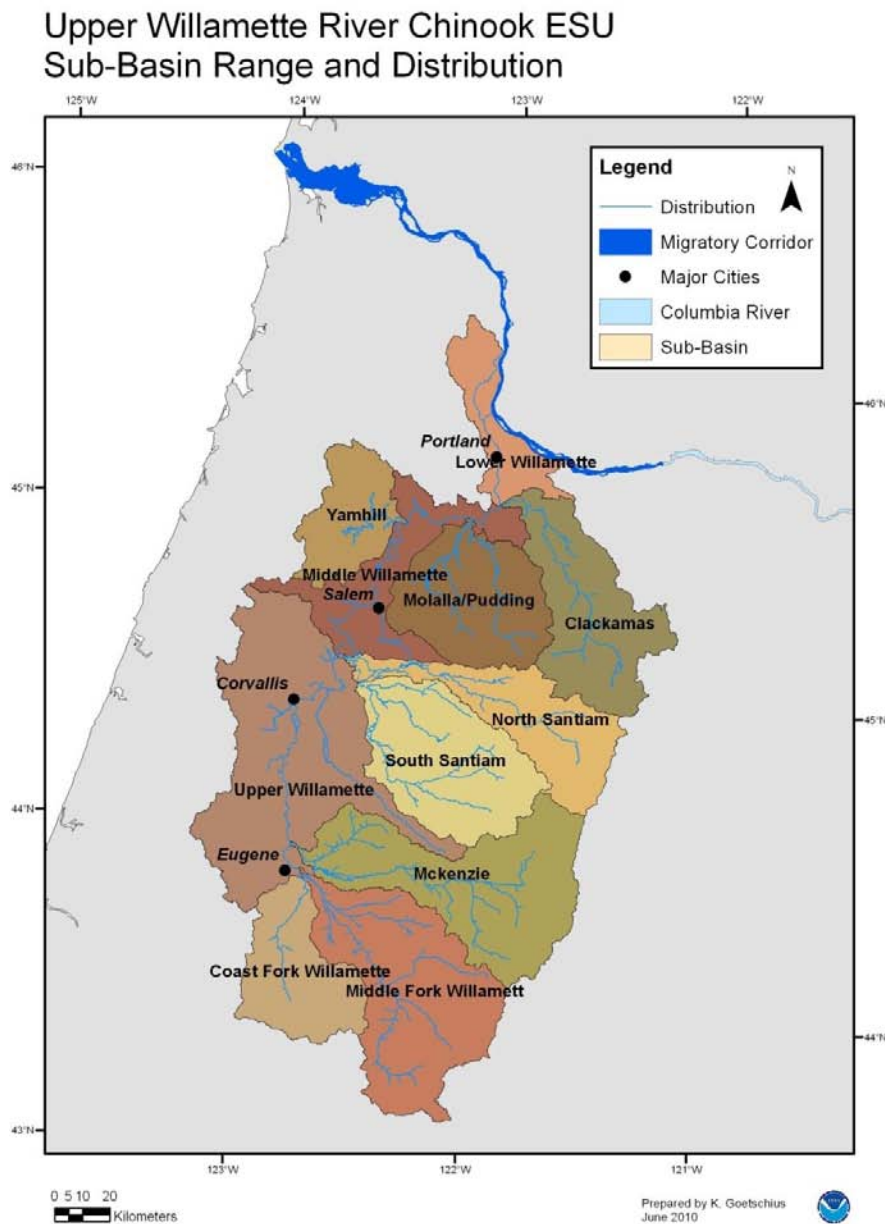 Upper Willamette River Chinook ESU
Sub-Basin Range and Distribution
125°W
124°W
123°W
122°W
46°N
Legend
N
Distribution
Migratory Corridor
Major Cities
Columbia River
Sub-Basin
46°N
Portland
Lower Willamette
45°N
Yamhill
Middle Willamette
Salem
Molalla/Pudding
Clackamas
Corvallis
North Santiam
45°N
South Santiam
Upper Willamette
44°N
Eugene
Mckenzie
Coast Fork Willamette
Middle Fork Willamett
44°N
43°N
123°W
122°W
121°W
0 5 10 20
Kilometers
Prepared by K. Goetschius
June 2010